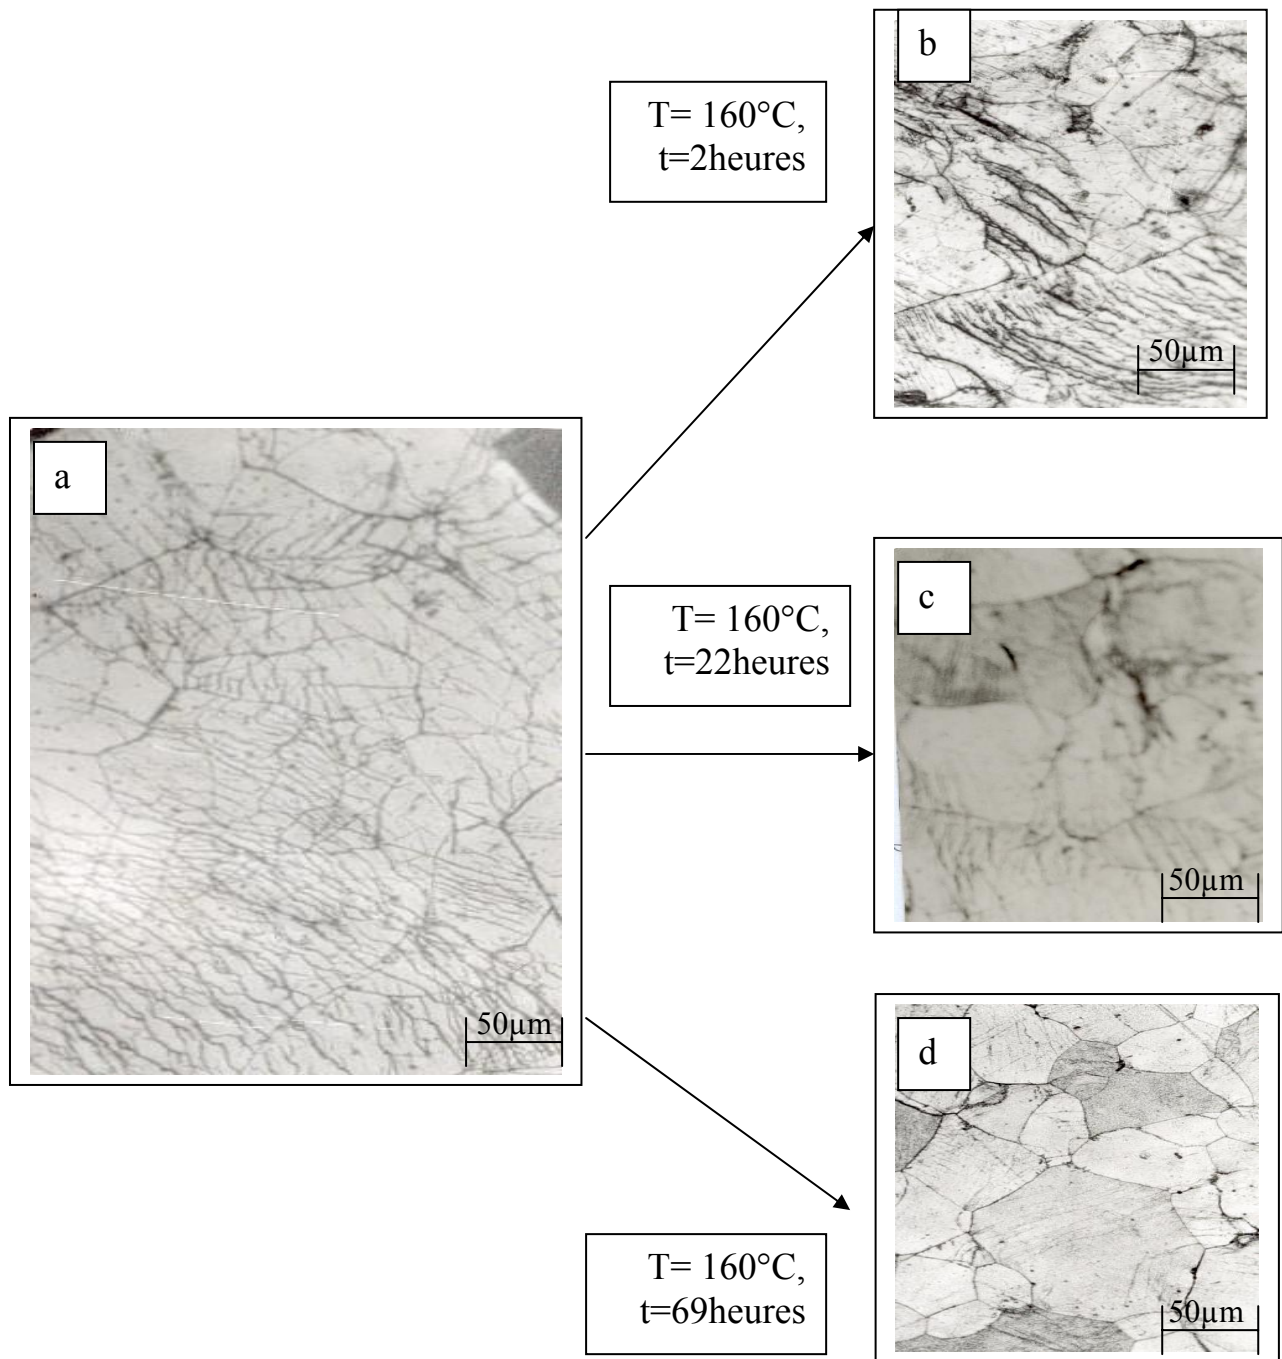 b
T= 160°C,
t=2heures
50µm
a
50µm
T= 160°C,
t=22heures
c
50µm
d
T= 160°C,
t=69heures
50µm